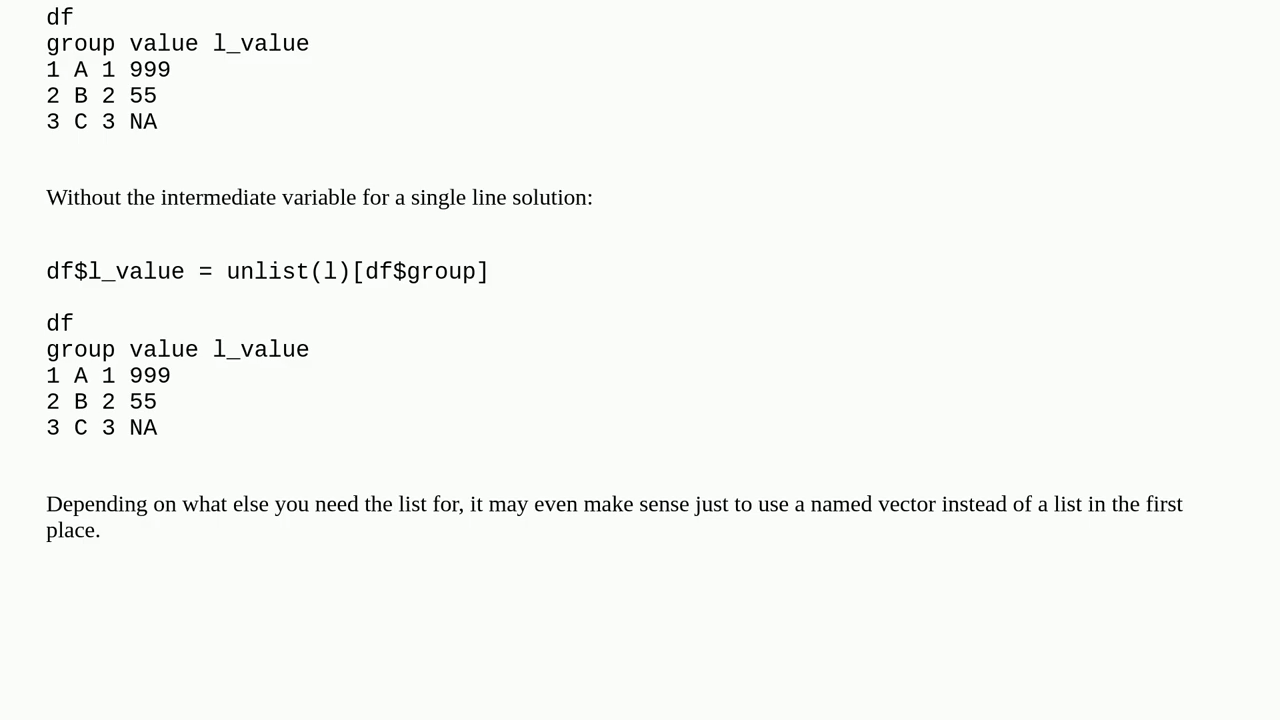 df
group value l_value
1 A 1 999
2 B 2 55
3 C 3 NA
Without the intermediate variable for a single line solution:
df$l_value = unlist(l)[df$group]
df
group value l_value
1 A 1 999
2 B 2 55
3 C 3 NA
Depending on what else you need the list for, it may even make sense just to use a named vector instead of a list in the first
place.